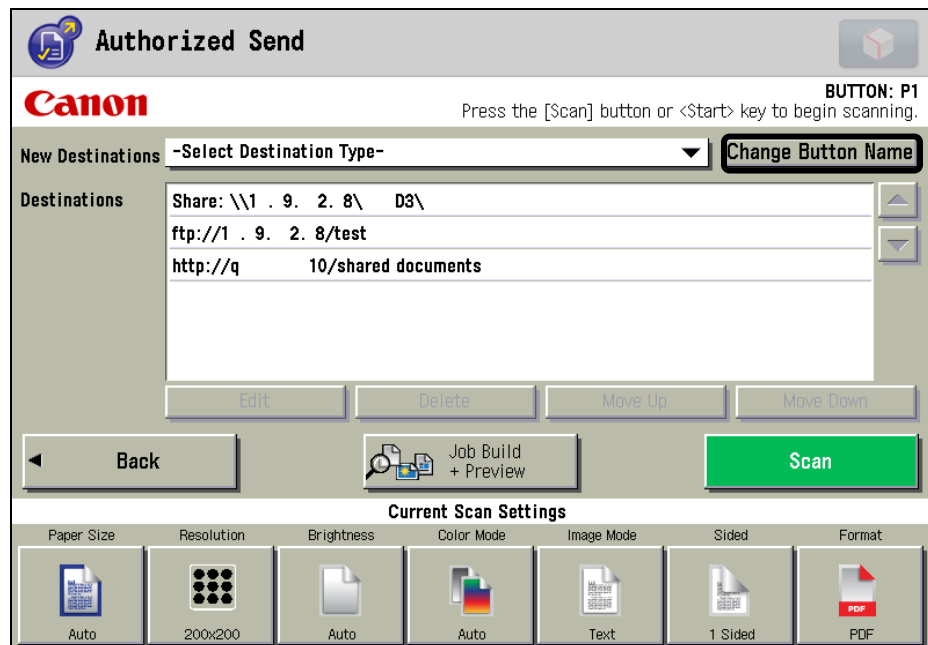 Authorized Send
Canon
BUTTON: P1
Press the [Scan] button or <Start> key to begin scanning.
New Destinations -Select Destination Type- Change Button Name
Destinations
Share: \\1 . 9. 2. 8\ D3\
ftp://1 . 9. 2. 8/test
http://q 10/shared documents
Edit Delete Move Up Move Down
Back Job Build + Preview Scan
Current Scan Settings
Paper Size Resolution Brightness Color Mode Image Mode Sided Format
PDF
Auto 200x200 Auto Auto Text 1 Sided PDF